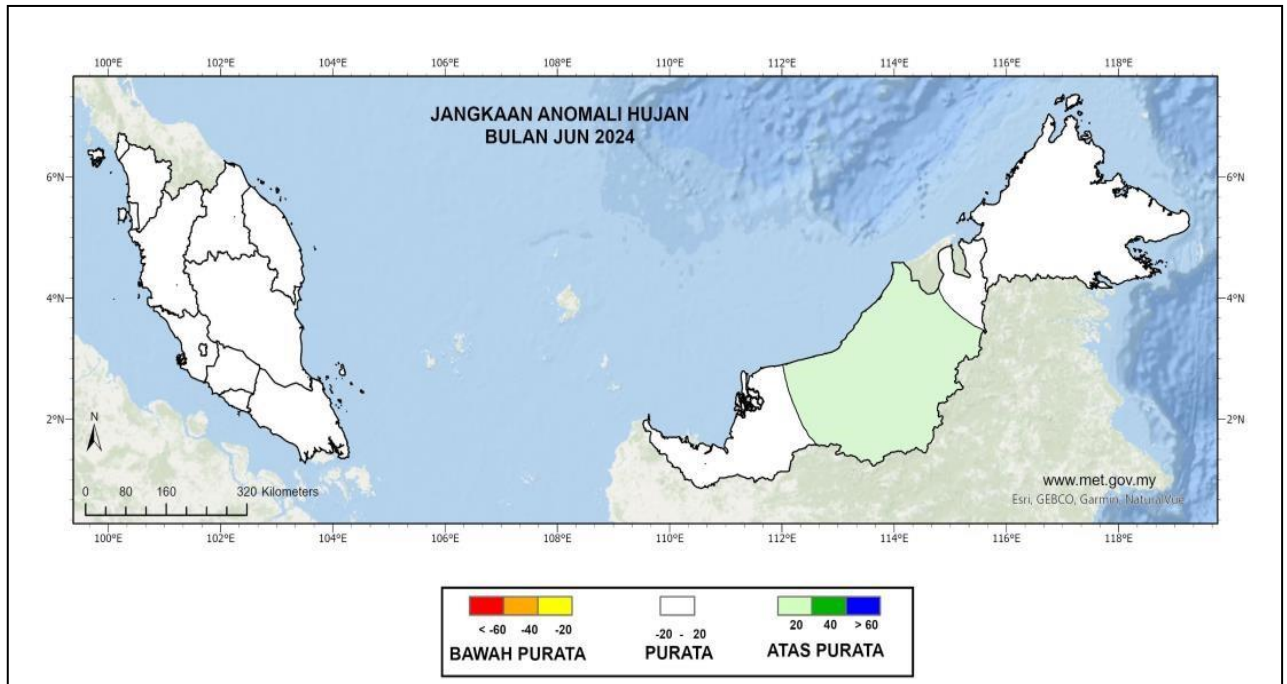 100°E 102°E 104°E 106°E 108°E 110°E 112°E 114°E 116°E 118°E
JANGKAAN ANOMALI HUJAN
BULAN JUN 2024
6°N 6°N
4°N 4°N
2°N 2°N
N
www.met.gov.my
0 80 160 320 Kilometers
Esri, GEBCO, Garmin, NaturalVue
100°E 102°E 104°E 106°E 108°E 110°E 112°E 114°E 116°E 118°E
< -60 -40 -20 -20 - 20 20 40 > 60
BAWAH PURATA PURATA ATAS PURATA